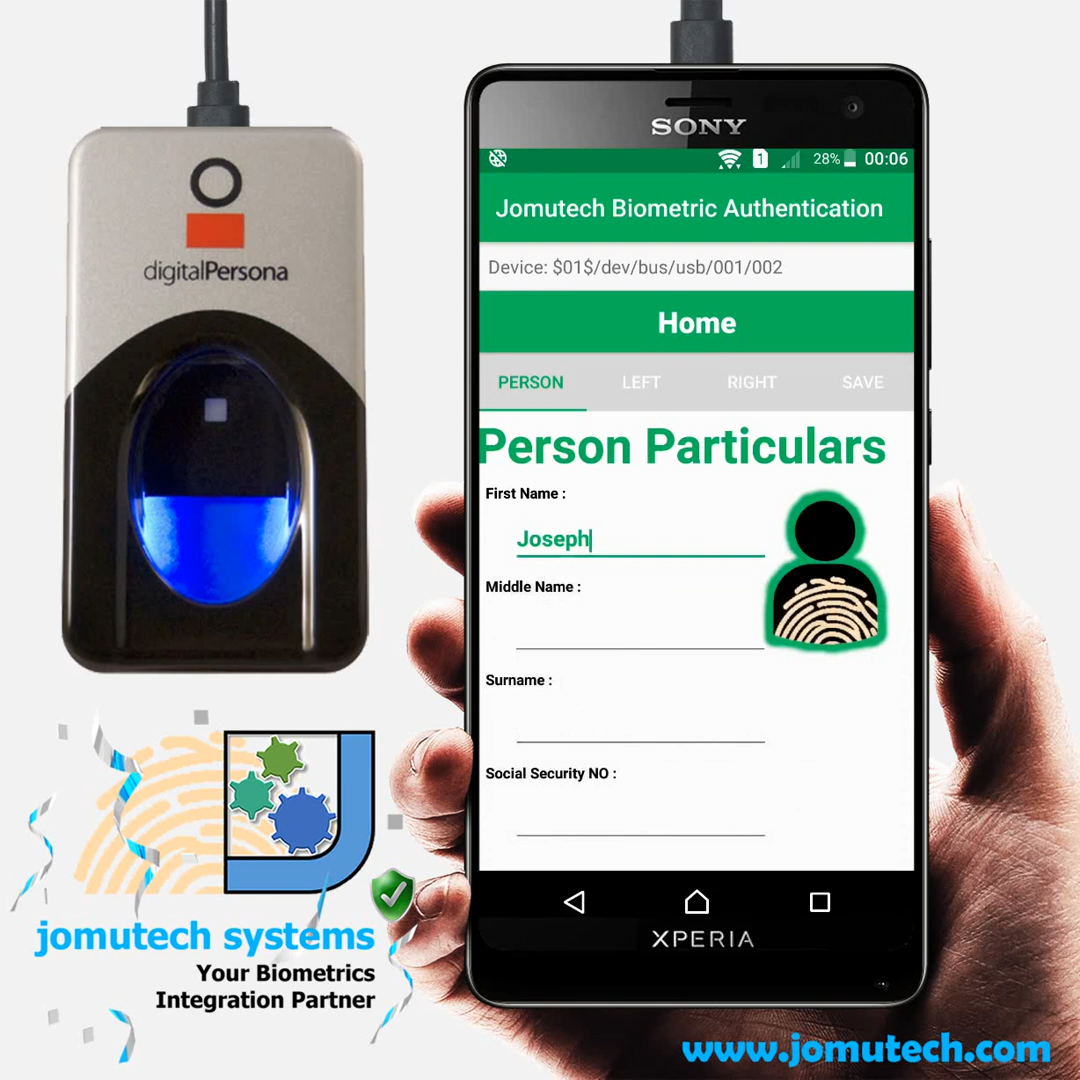 digitalPersona
SONY
1 28% 00:06
Jomutech Biometric Authentication
Device: $01$/dev/bus/usb/001/002
Home
PERSON LEFT RIGHT SAVE
Person Particulars
First Name :
Joseph
Middle Name :
Surname :
Social Security NO :
XPERIA
jomutech systems
Your Biometrics
Integration Partner
www.jomutech.com